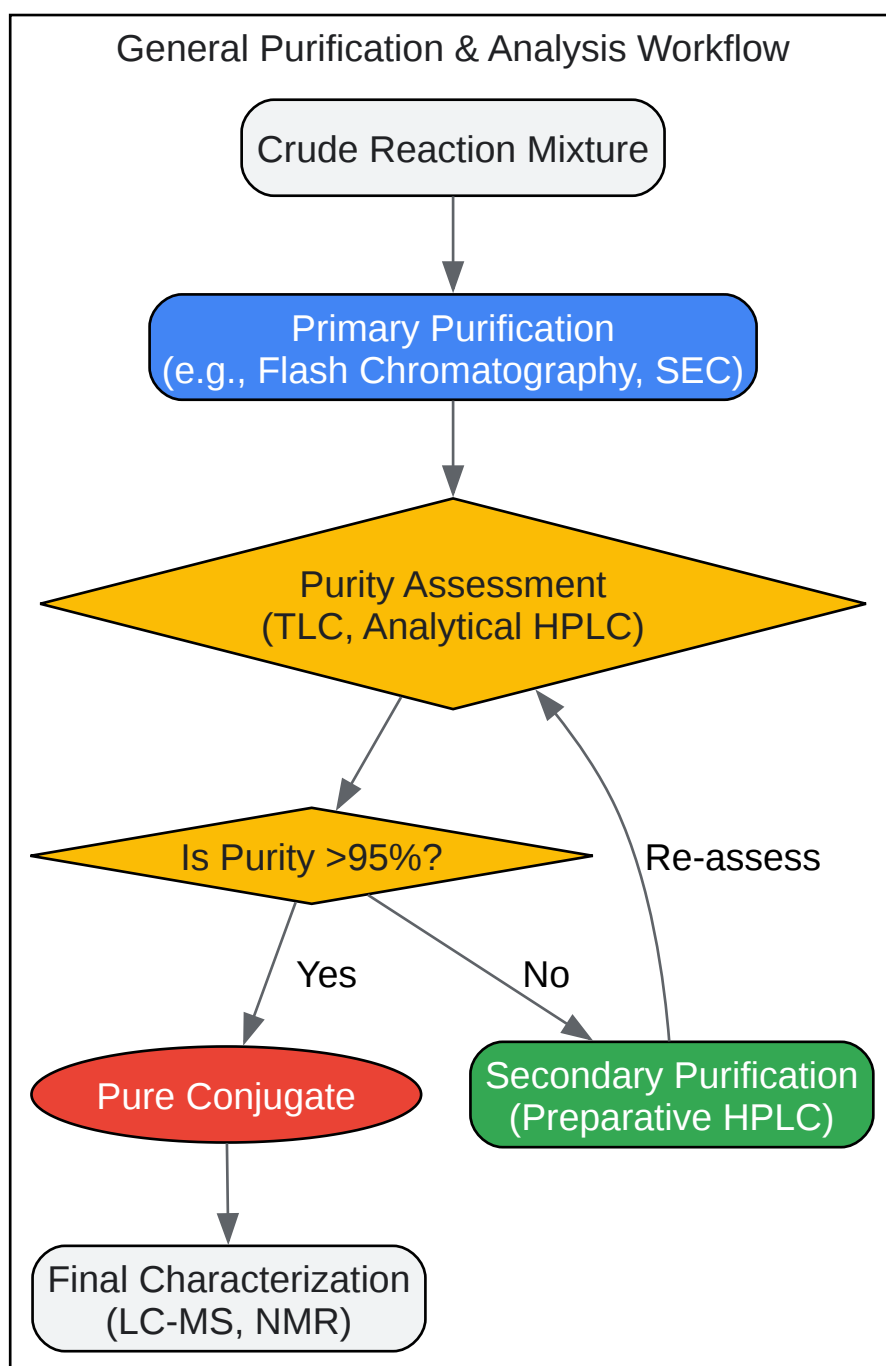 General Purification & Analysis Workflow
Crude Reaction Mixture
Primary Purification
(e.g., Flash Chromatography, SEC)
Purity Assessment
(TLC, Analytical HPLC)
Is Purity >95%?
Re-assess
Yes
No
Pure Conjugate
Secondary Purification
(Preparative HPLC)
Final Characterization
(LC-MS, NMR)